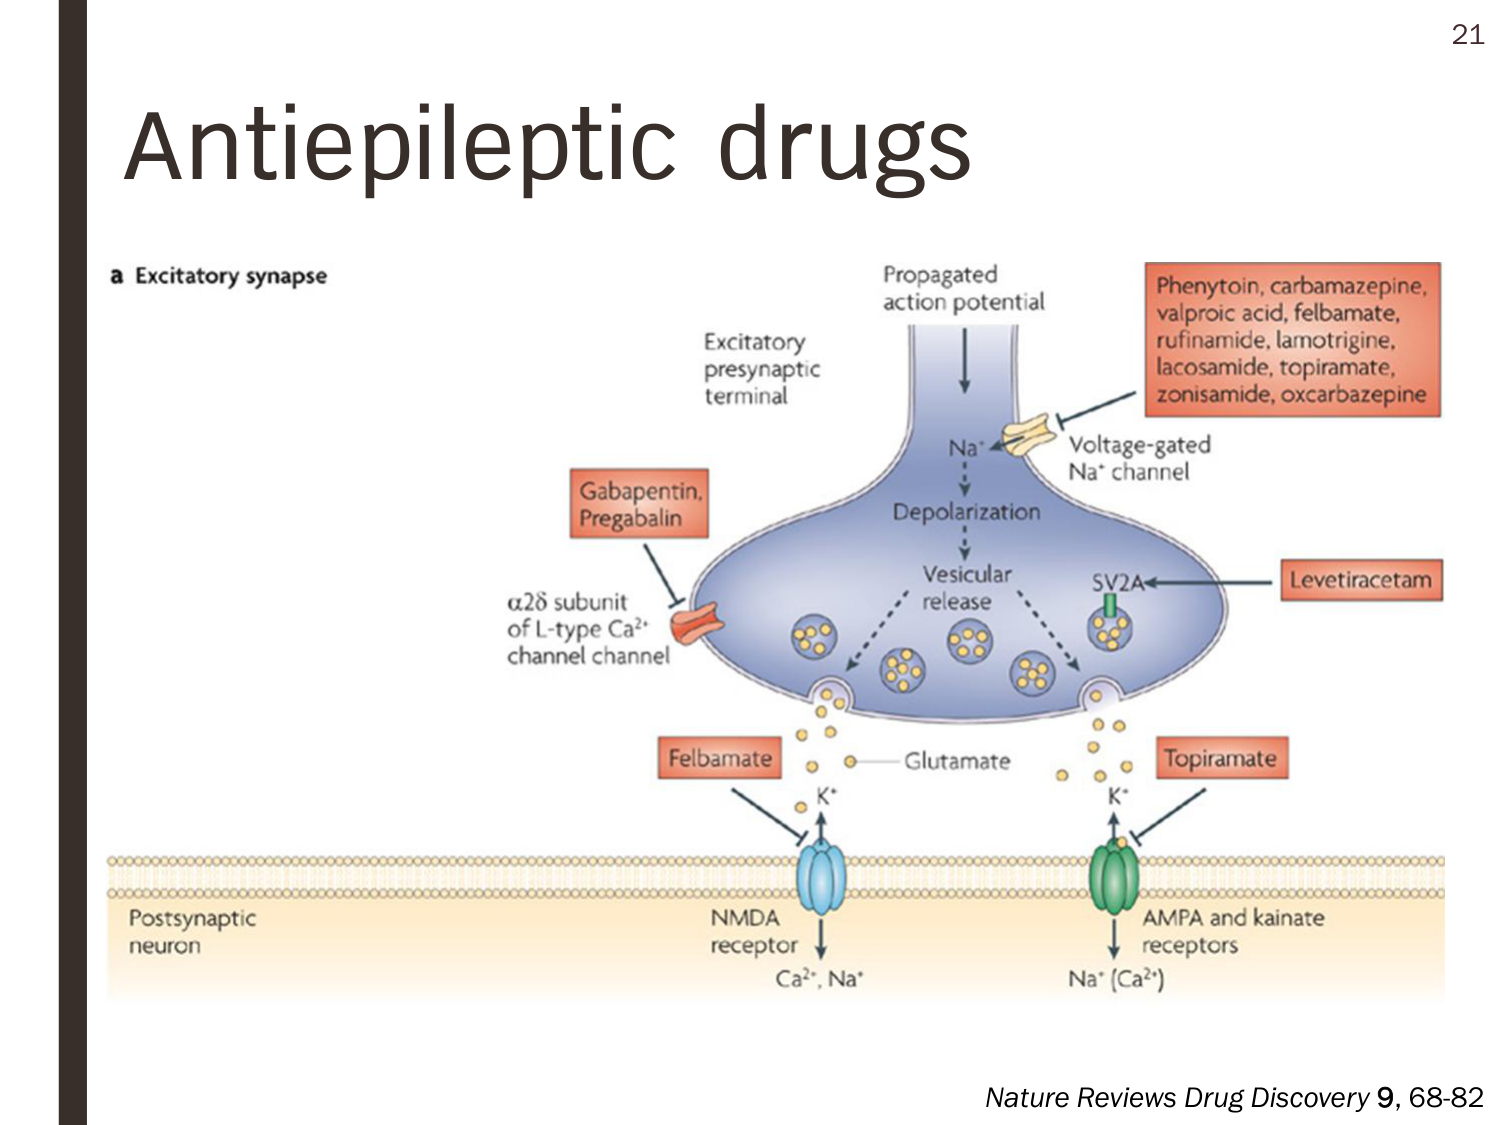 21
Antiepileptic drugs
a Excitatory synapse
Propagated
action potential
Phenytoin, carbamazepine,
valproic acid, felbamate,
rufinamide, lamotrigine,
lacosamide, topiramate,
zonisamide, oxcarbazepine
Excitatory
presynaptic
terminal
Na⁺
Voltage-gated
Na⁺ channel
Gabapentin,
Pregabalin
Depolarization
Vesicular
release
SV2A
Levetiracetam
α2δ subunit
of L-type Ca²⁺
channel channel
Felbamate
Glutamate
Topiramate
K⁺
K⁺
Postsynaptic
neuron
NMDA
receptor
AMPA and kainate
receptors
Ca²⁺, Na⁺
Na⁺ (Ca²⁺)
Nature Reviews Drug Discovery 9, 68-82